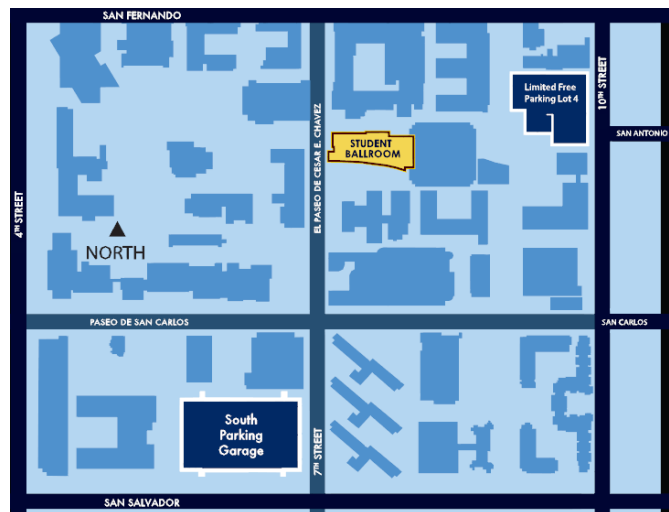 SAN FERNANDO
Limited Free
Parking Lot 4
10TH STREET
SAN ANTONIO
EL PASEO DE CESAR E. CHAVEZ
STUDENT
BALLROOM
4TH STREET
NORTH
PASEO DE SAN CARLOS
SAN CARLOS
South
Parking
Garage
7TH STREET
SAN SALVADOR